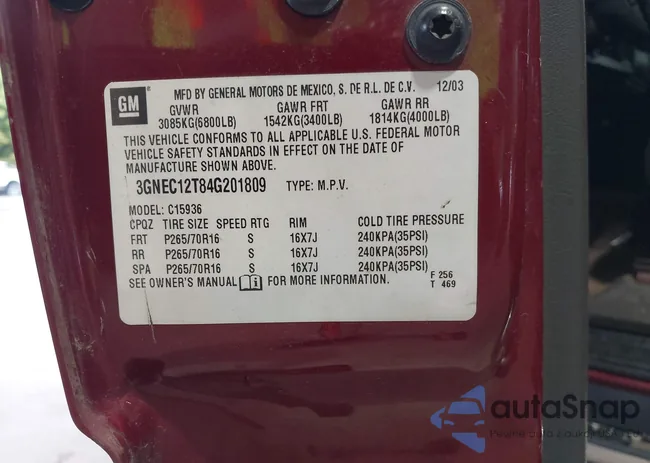 GM
MFD BY GENERAL MOTORS DE MEXICO, S. DE R.L. DE C.V. 12/03
GVWR GAWR FRT GAWR RR
3085KG(6800LB) 1542KG(3400LB) 1814KG(4000LB)
THIS VEHICLE CONFORMS TO ALL APPLICABLE U.S. FEDERAL MOTOR
VEHICLE SAFETY STANDARDS IN EFFECT ON THE DATE OF
MANUFACTURE SHOWN ABOVE.
3GNEC12T84G201809 TYPE: M.P.V.
MODEL: C15936
CPQZ TIRE SIZE SPEED RTG RIM COLD TIRE PRESSURE
FRT P265/70R16 S 16X7J 240KPA(35PSI)
RR P265/70R16 S 16X7J 240KPA(35PSI)
SPA P265/70R16 S 16X7J 240KPA(35PSI)
SEE OWNER'S MANUAL FOR MORE INFORMATION.
F 256
T 469
autoSnap